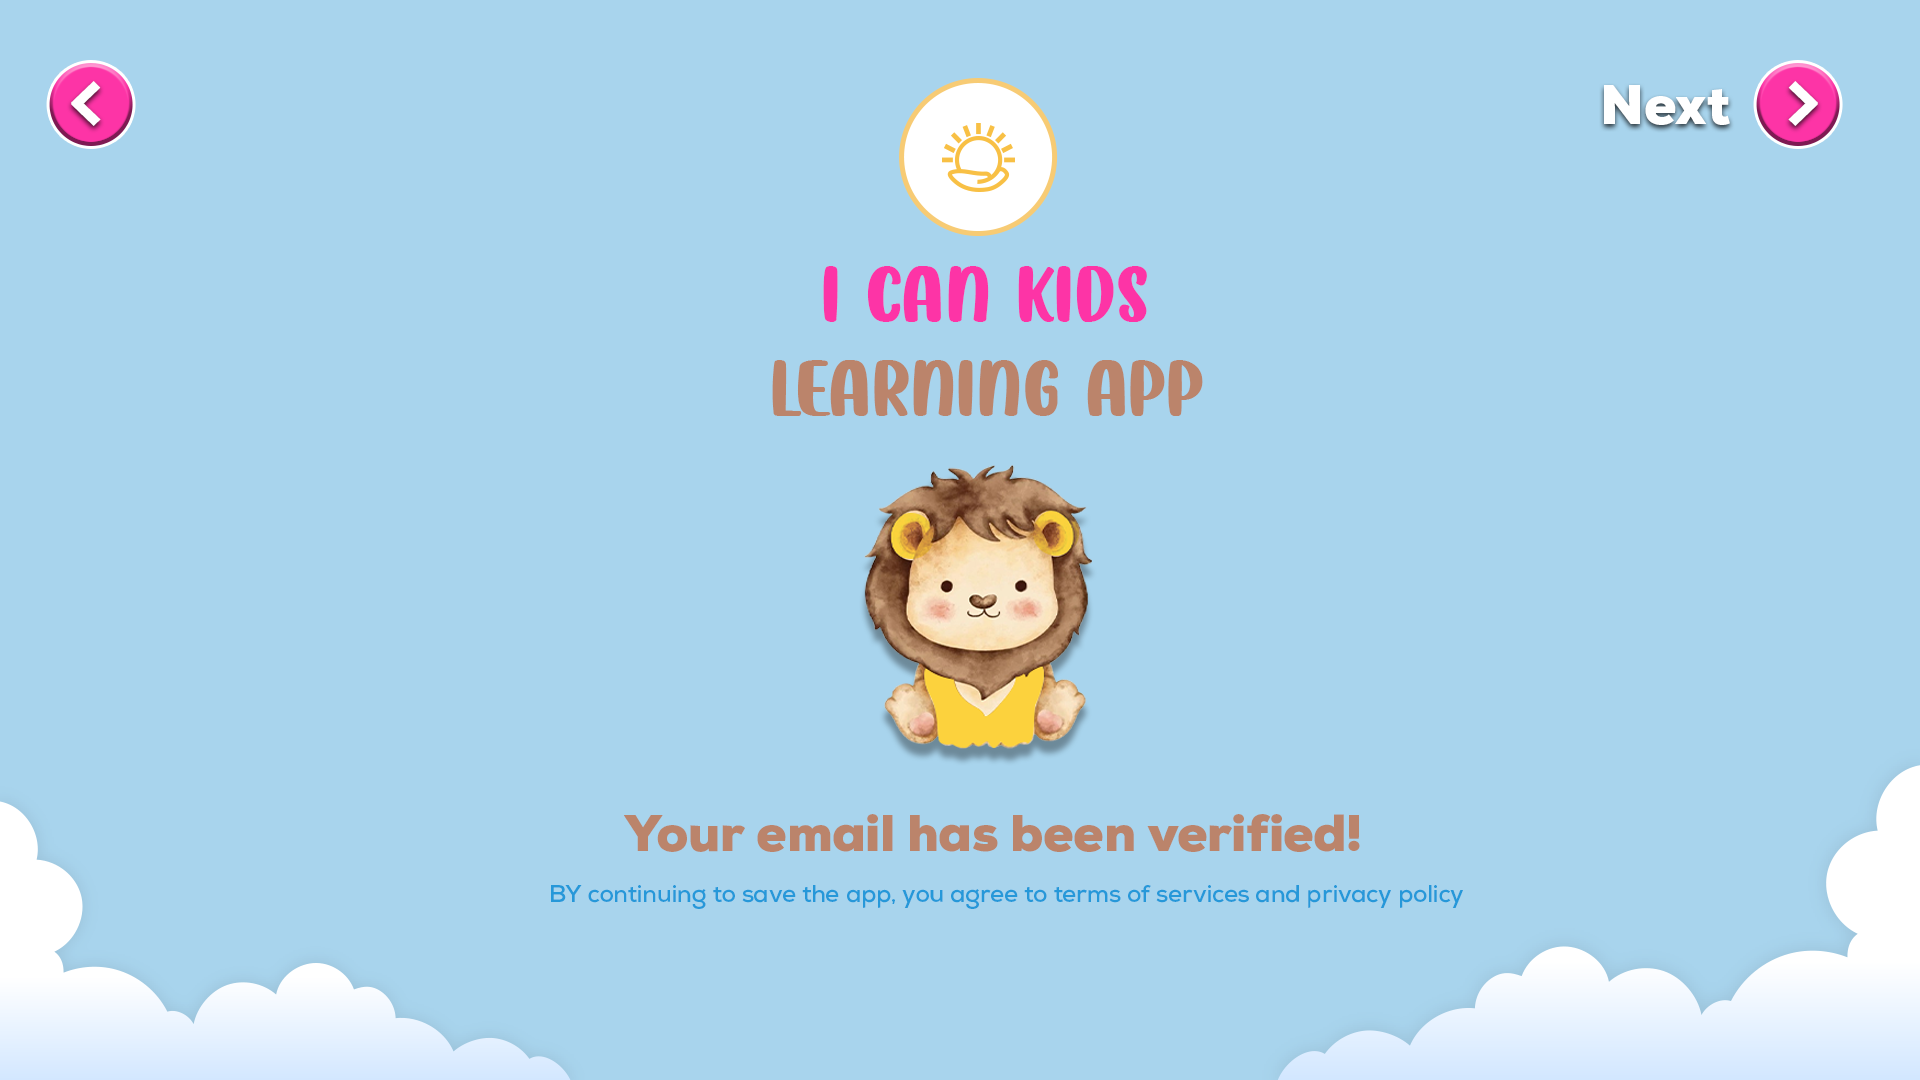 Next
I CAN KIDS
LEARNING APP
Your email has been verified!
BY continuing to save the app, you agree to terms of services and privacy policy